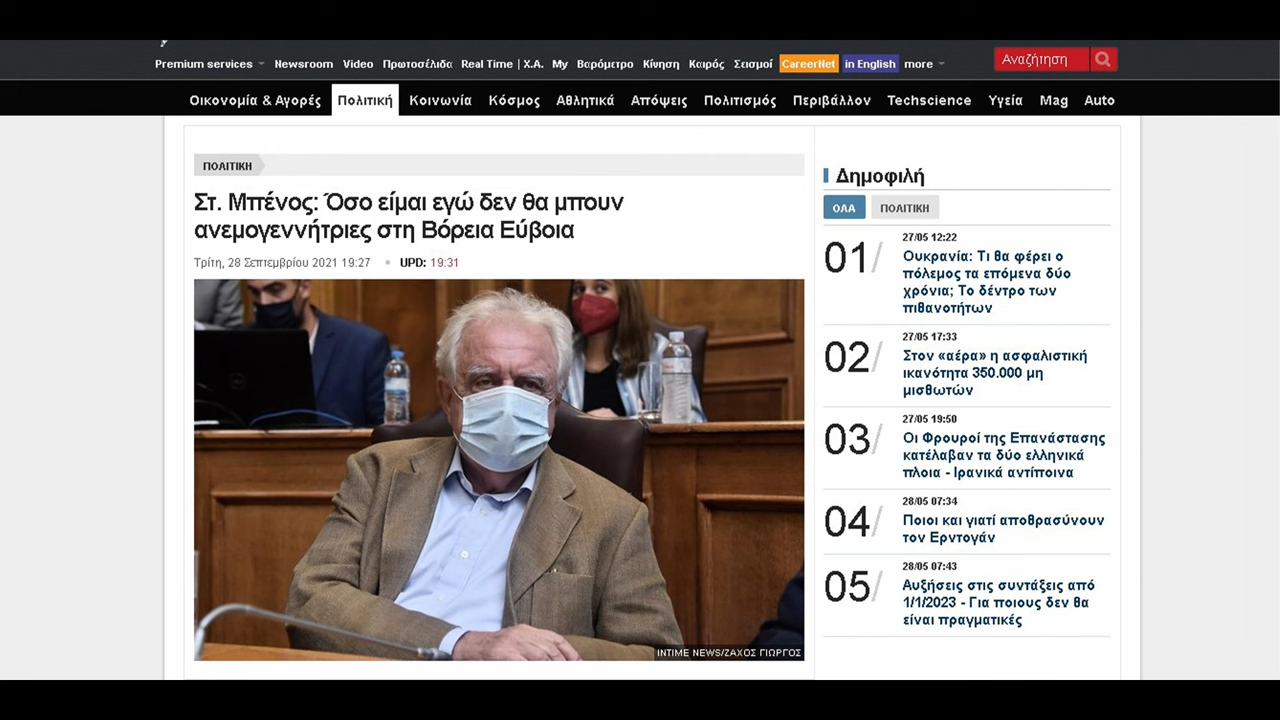 Premium services Newsroom Video Πρωτοσέλιδα Real Time | Χ.Α. My Βαρόμετρο Κίνηση Καιρός Σεισμοί CareerNet in English more Αναζήτηση
Οικονομία & Αγορές Πολιτική Κοινωνία Κόσμος Αθλητικά Απόψεις Πολιτισμός Περιβάλλον Techscience Υγεία Mag Auto
ΠΟΛΙΤΙΚΗ
Στ. Μπένος: Όσο είμαι εγώ δεν θα μπουν
ανεμογεννήτριες στη Βόρεια Εύβοια
Τρίτη, 28 Σεπτεμβρίου 2021 19:27 • UPD: 19:31
INTIME NEWS/ΖΑΧΟΣ ΓΙΩΡΓΟΣ
Δημοφιλή
ΟΛΑ ΠΟΛΙΤΙΚΗ
01/
27/05 12:22
Ουκρανία: Τι θα φέρει ο
πόλεμος τα επόμενα δύο
χρόνια; Το δέντρο των
πιθανοτήτων
02/
27/05 17:33
Στον «αέρα» η ασφαλιστική
ικανότητα 350.000 μη
μισθωτών
03/
27/05 19:50
Οι Φρουροί της Επανάστασης
κατέλαβαν τα δύο ελληνικά
πλοια - Ιρανικά αντίποινα
04/
28/05 07:34
Ποιοι και γιατί αποθρασύνουν
τον Ερντογάν
05/
28/05 07:43
Αυξήσεις στις συντάξεις από
1/1/2023 - Για ποιους δεν θα
είναι πραγματικές